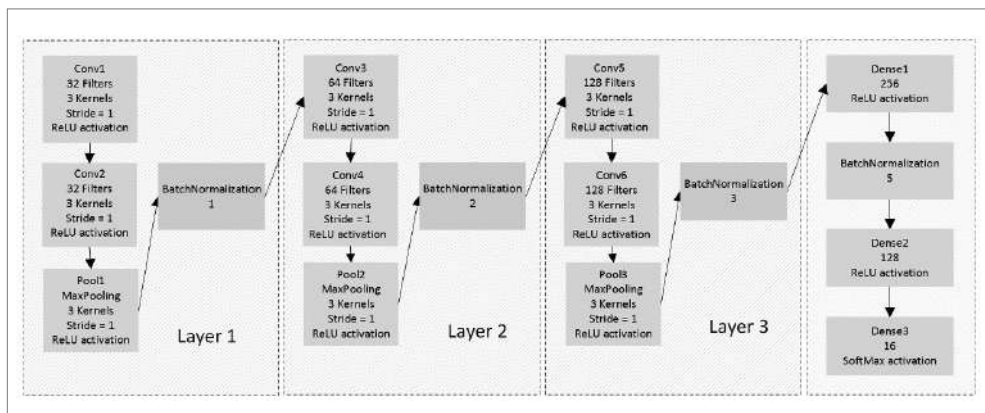 Conv1
32 Filters
3 Kernels
Stride = 1
ReLU activation
Conv2
32 Filters
3 Kernels
Stride = 1
ReLU activation
Pool1
MaxPooling
3 Kernels
Stride = 1
ReLU activation
BatchNormalization
1
Layer 1
Conv3
64 Filters
3 Kernels
Stride = 1
ReLU activation
Conv4
64 Filters
3 Kernels
Stride = 1
ReLU activation
Pool2
MaxPooling
3 Kernels
Stride = 1
ReLU activation
BatchNormalization
2
Layer 2
Conv5
128 Filters
3 Kernels
Stride = 1
ReLU activation
Conv6
128 Filters
3 Kernels
Stride = 1
ReLU activation
Pool3
MaxPooling
3 Kernels
Stride = 1
ReLU activation
BatchNormalization
3
Layer 3
Dense1
256
ReLU activation
BatchNormalization
5
Dense2
128
ReLU activation
Dense3
16
SoftMax activation